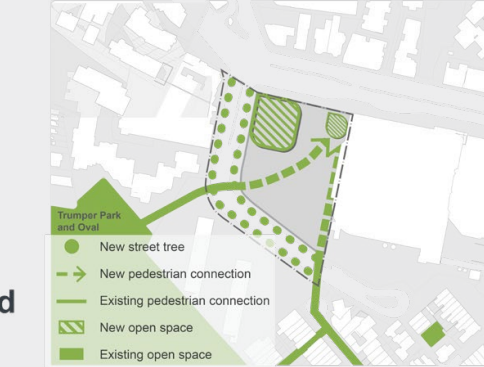 Trumper Park
and Oval
New street tree
New pedestrian connection
d
Existing pedestrian connection
New open space
Existing open space